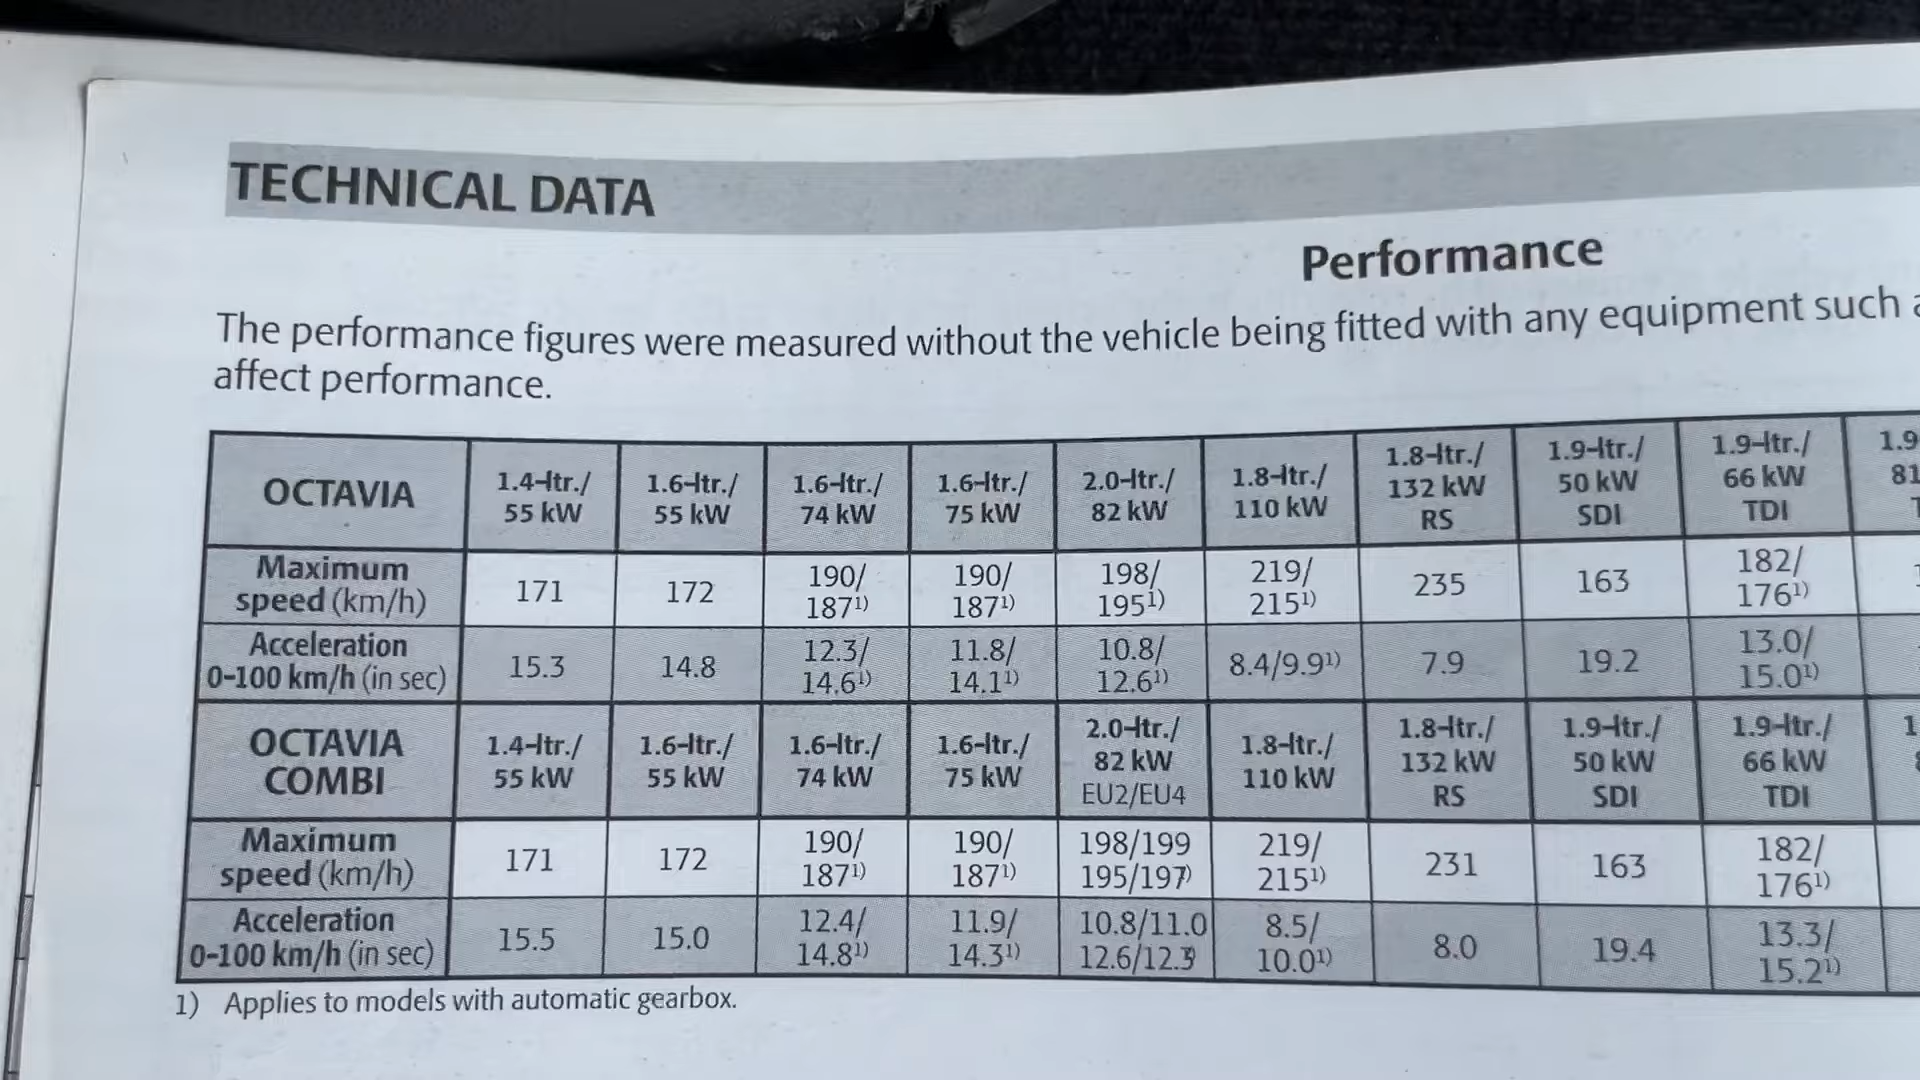 TECHNICAL DATA
Performance
The performance figures were measured without the vehicle being fitted with any equipment such
affect performance.
OCTAVIA 1.4-ltr./ 55 kW 1.6-ltr./ 55 kW 1.6-ltr./ 74 kW 1.6-ltr./ 75 kW 2.0-ltr./ 82 kW 1.8-ltr./ 110 kW 1.8-ltr./ 132 kW RS 1.9-ltr./ 50 kW SDI 1.9-ltr./ 66 kW TDI 1.9 81
Maximum speed (km/h) 171 172 190/ 187¹⁾ 190/ 187¹⁾ 198/ 195¹⁾ 219/ 215¹⁾ 235 163 182/ 176¹⁾
Acceleration 0-100 km/h (in sec) 15.3 14.8 12.3/ 14.6¹⁾ 11.8/ 14.1¹⁾ 10.8/ 12.6¹⁾ 8.4/9.9¹⁾ 7.9 19.2 13.0/ 15.0¹⁾
OCTAVIA COMBI 1.4-ltr./ 55 kW 1.6-ltr./ 55 kW 1.6-ltr./ 74 kW 1.6-ltr./ 75 kW 2.0-ltr./ 82 kW EU2/EU4 1.8-ltr./ 110 kW 1.8-ltr./ 132 kW RS 1.9-ltr./ 50 kW SDI 1.9-ltr./ 66 kW TDI
Maximum speed (km/h) 171 172 190/ 187¹⁾ 190/ 187¹⁾ 198/199 195/197⁾ 219/ 215¹⁾ 231 163 182/ 176¹⁾
Acceleration 0-100 km/h (in sec) 15.5 15.0 12.4/ 14.8¹⁾ 11.9/ 14.3¹⁾ 10.8/11.0 12.6/12.3 8.5/ 10.0¹⁾ 8.0 19.4 13.3/ 15.2¹⁾
1) Applies to models with automatic gearbox.